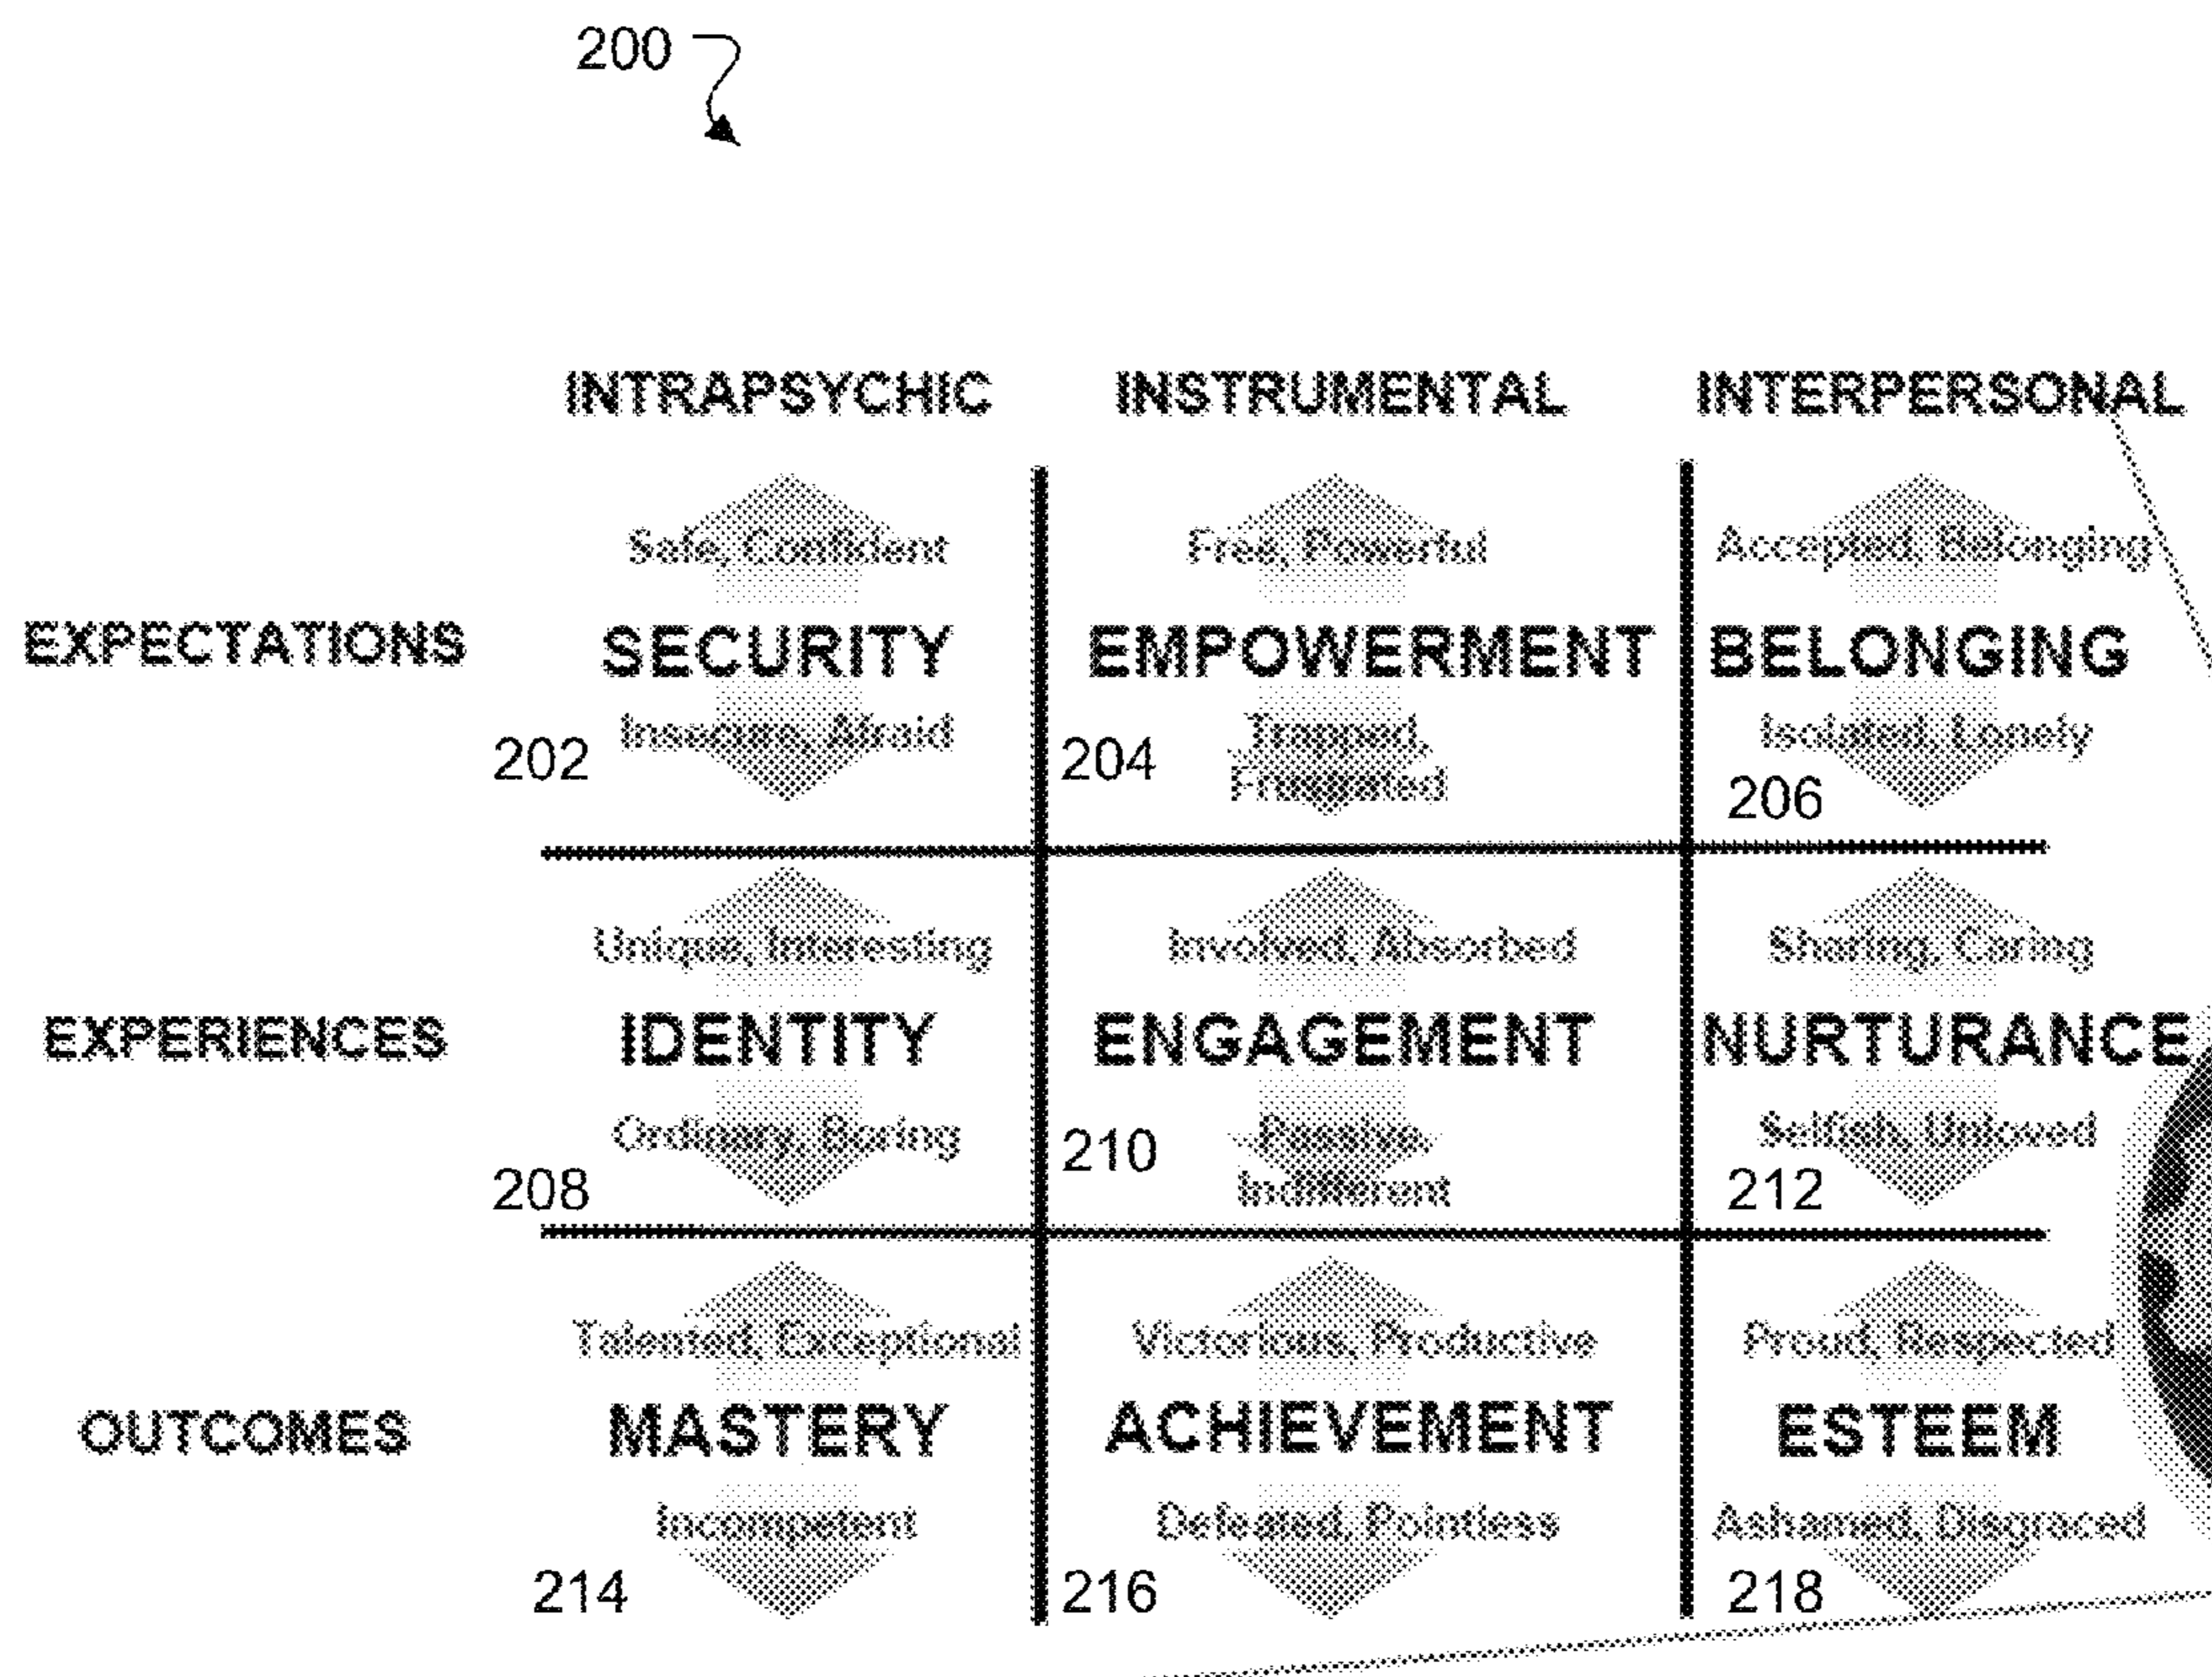 200
INTRAPSYCHIC INSTRUMENTAL INTERPERSONAL
Safe, Confident Free, Powerful Accepted, Belonging
EXPECTATIONS SECURITY EMPOWERMENT BELONGING
Insecure, Afraid Trapped, Isolated, Lonely
202 204 Frustrated 206
Unique, Interesting Involved, Absorbed Sharing, Caring
EXPERIENCES IDENTITY ENGAGEMENT NURTURANCE
Ordinary, Boring Passive, Selfish, Unloved
208 210 Indifferent 212
Talented, Exceptional Victorious, Productive Proud, Respected
OUTCOMES MASTERY ACHIEVEMENT ESTEEM
Incompetent Defeated, Pointless Ashamed, Disgraced
214 216 218